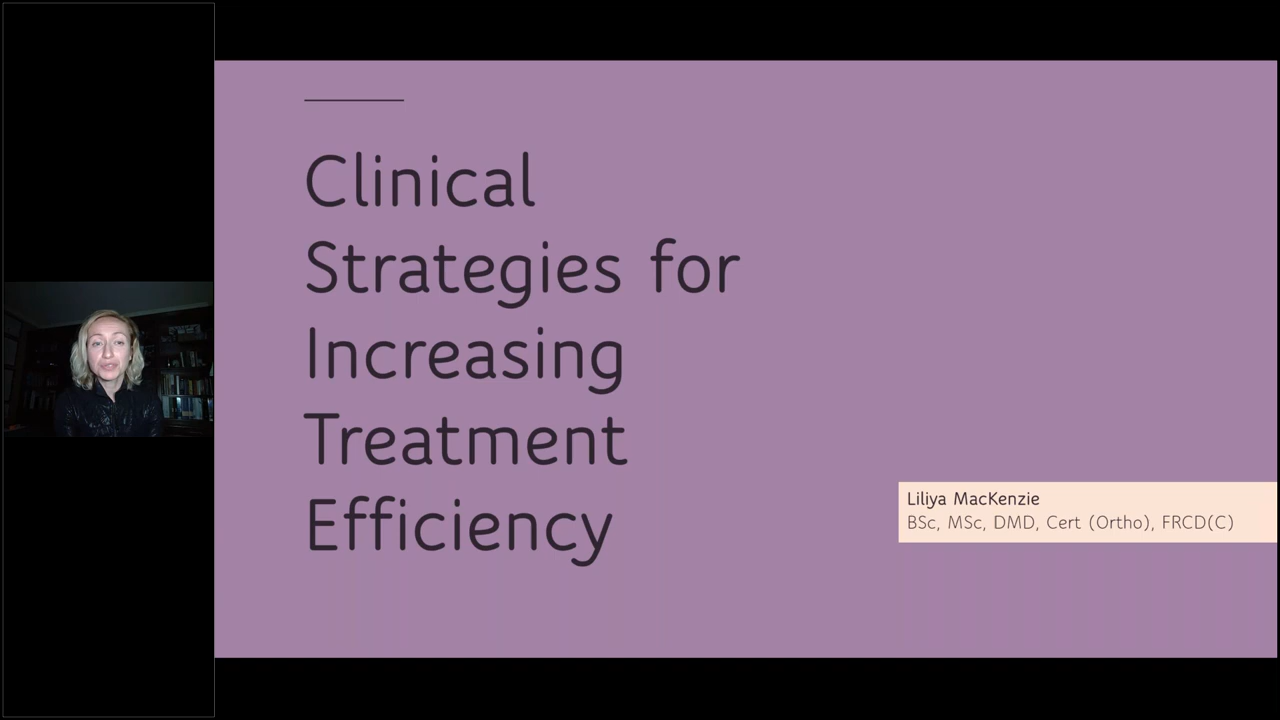 Clinical
Strategies for
Increasing
Treatment
Efficiency
Liliya MacKenzie
BSc, MSc, DMD, Cert (Ortho), FRCD(C)